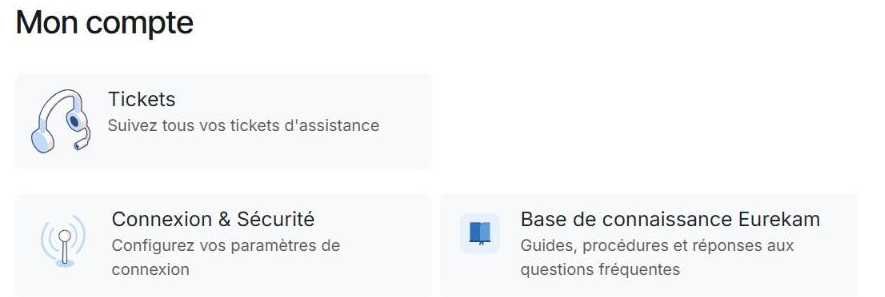 Mon compte
Tickets
Suivez tous vos tickets d'assistance
Connexion & Sécurité
Configurez vos paramètres de
connexion
Base de connaissance Eurekam
Guides, procédures et réponses aux
questions fréquentes